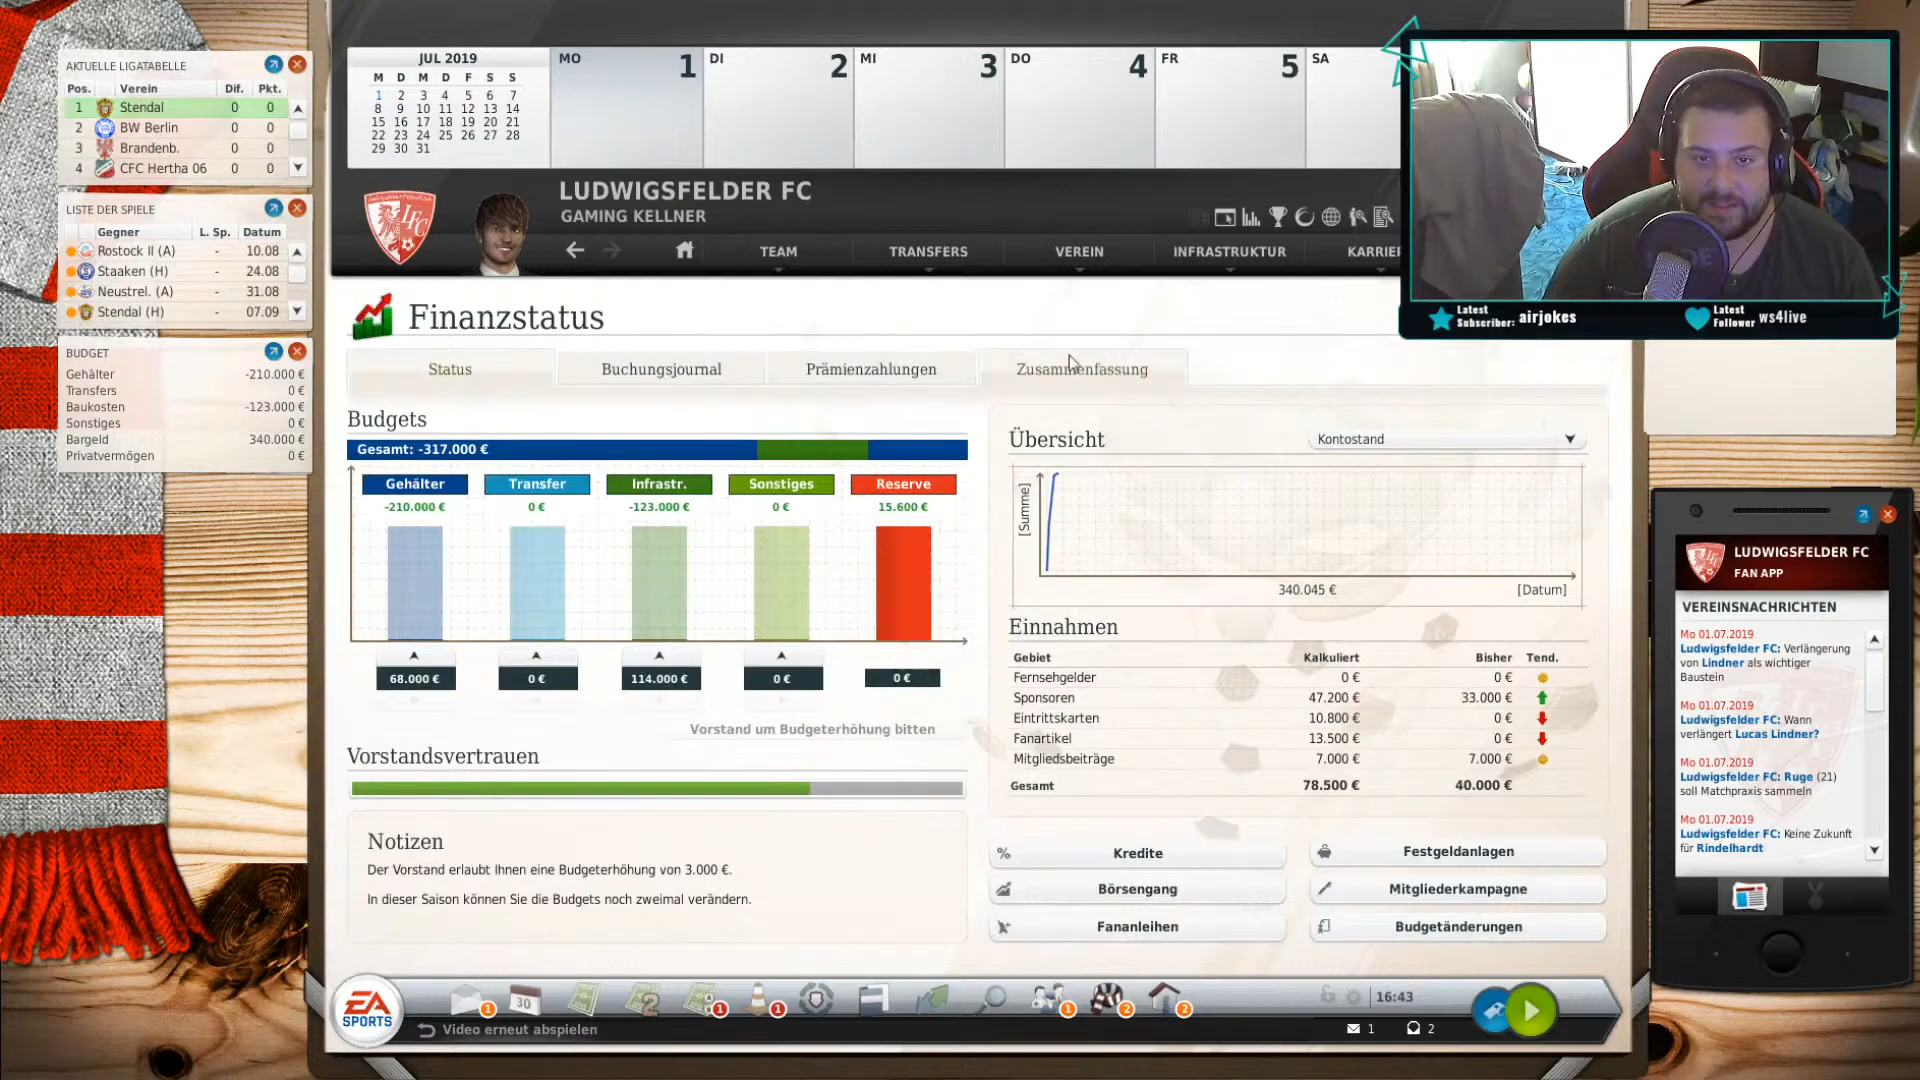 AKTUELLE LIGATABELLE
Pos. Verein Dif. Pkt.
1 Stendal 0 0
2 BW Berlin 0 0
3 Brandenb. 0 0
4 CFC Hertha 06 0 0
LISTE DER SPIELE
Gegner L. Sp. Datum
Rostock II (A) - 10.08
Staaken (H) - 24.08
Neustrel. (A) - 31.08
Stendal (H) - 07.09
BUDGET
Gehälter -210.000 €
Transfers 0 €
Baukosten -123.000 €
Sonstiges 0 €
Bargeld 340.000 €
Privatvermögen 0 €
JUL 2019
M D M D F S S
1 2 3 4 5 6 7
8 9 10 11 12 13 14
15 16 17 18 19 20 21
22 23 24 25 26 27 28
29 30 31
MO 1 DI 2 MI 3 DO 4 FR 5 SA
LUDWIGSFELDER FC
GAMING KELLNER
TEAM TRANSFERS VEREIN INFRASTRUKTUR KARRIER
Latest Subscriber: airjokes
Latest Follower ws4live
Finanzstatus
Status Buchungsjournal Prämienzahlungen Zusammenfassung
Budgets
Gesamt: -317.000 €
Gehälter Transfer Infrastr. Sonstiges Reserve
-210.000 € 0 € -123.000 € 0 € 15.600 €
68.000 € 0 € 114.000 € 0 € 0 €
Vorstand um Budgeterhöhung bitten
Vorstandsvertrauen
Notizen
Der Vorstand erlaubt Ihnen eine Budgeterhöhung von 3.000 €.
In dieser Saison können Sie die Budgets noch zweimal verändern.
Übersicht Kontostand
[Summe]
340.045 € [Datum]
Einnahmen
Gebiet Kalkuliert Bisher Tend.
Fernsehgelder 0 € 0 €
Sponsoren 47.200 € 33.000 €
Eintrittskarten 10.800 € 0 €
Fanartikel 13.500 € 0 €
Mitgliedsbeiträge 7.000 € 7.000 €
Gesamt 78.500 € 40.000 €
Kredite Festgeldanlagen
Börsengang Mitgliederkampagne
Fananleihen Budgetänderungen
LUDWIGSFELDER FC
FAN APP
VEREINSNACHRICHTEN
Mo 01.07.2019
Ludwigsfelder FC: Verlängerung
von Lindner als wichtiger
Baustein
Mo 01.07.2019
Ludwigsfelder FC: Wann
verlängert Lucas Lindner?
Mo 01.07.2019
Ludwigsfelder FC: Ruge (21)
soll Matchpraxis sammeln
Mo 01.07.2019
Ludwigsfelder FC: Keine Zukunft
für Rindelhardt
EA
SPORTS
1 30 2 1 1 1 2 2
16:43
Video erneut abspielen
1 2